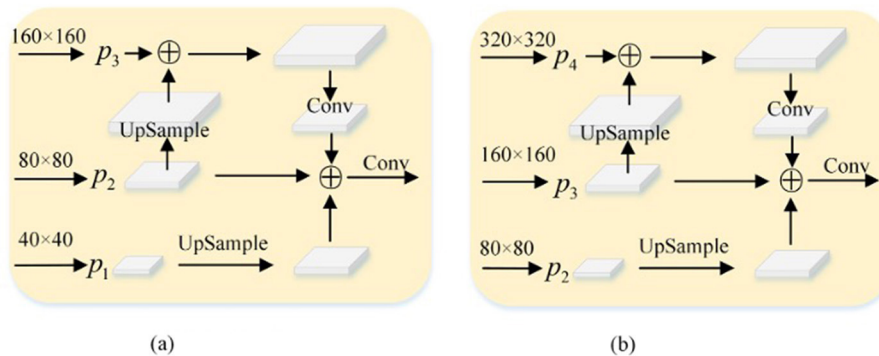 160×160
p₃
⊕
Conv
UpSample
80×80
p₂
⊕
Conv
40×40
p₁
UpSample
(a)
320×320
p₄
⊕
Conv
UpSample
160×160
p₃
⊕
Conv
80×80
p₂
UpSample
(b)